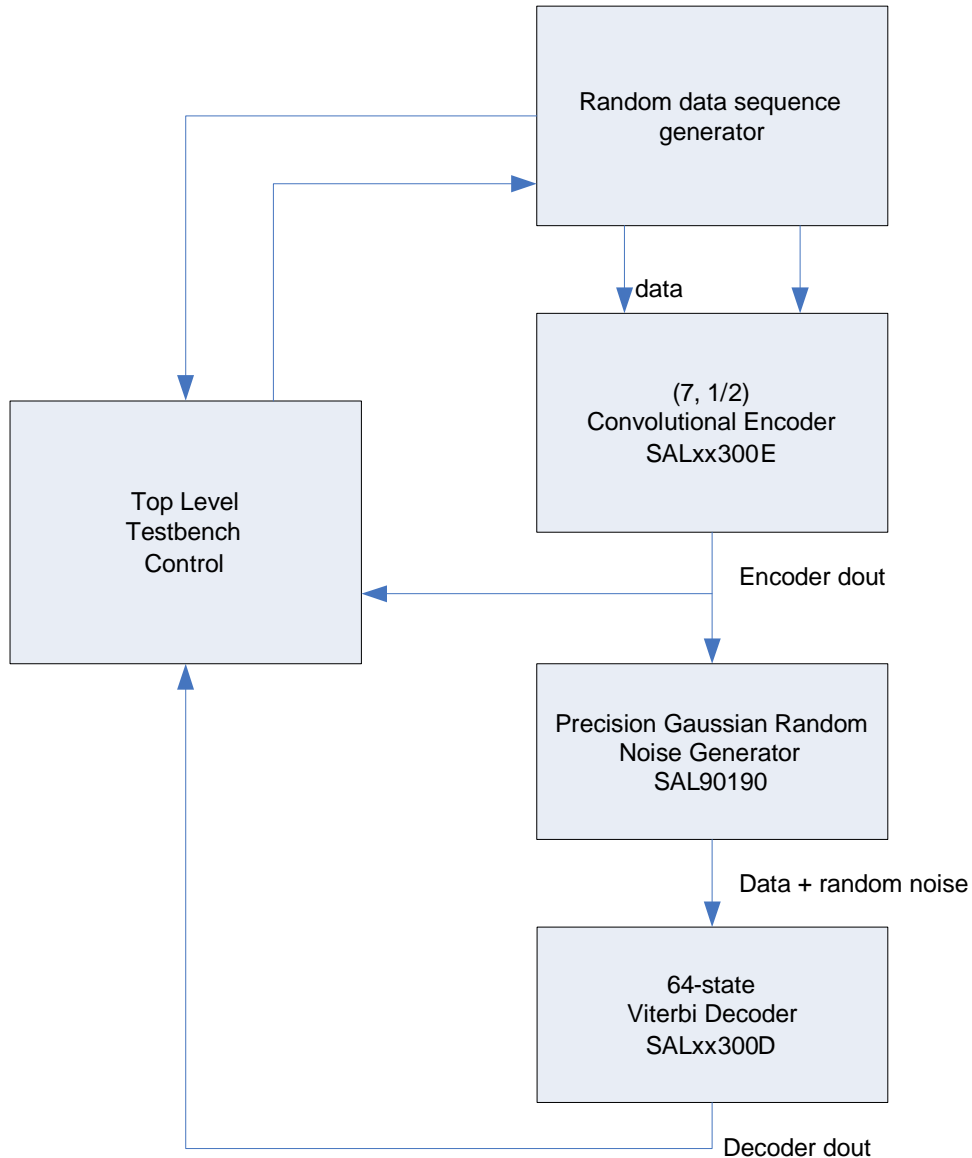 Random data sequence
generator
data
(7, 1/2)
Convolutional Encoder
SALxx300E
Top Level
Testbench
Control
Encoder dout
Precision Gaussian Random
Noise Generator
SAL90190
Data + random noise
64-state
Viterbi Decoder
SALxx300D
Decoder dout